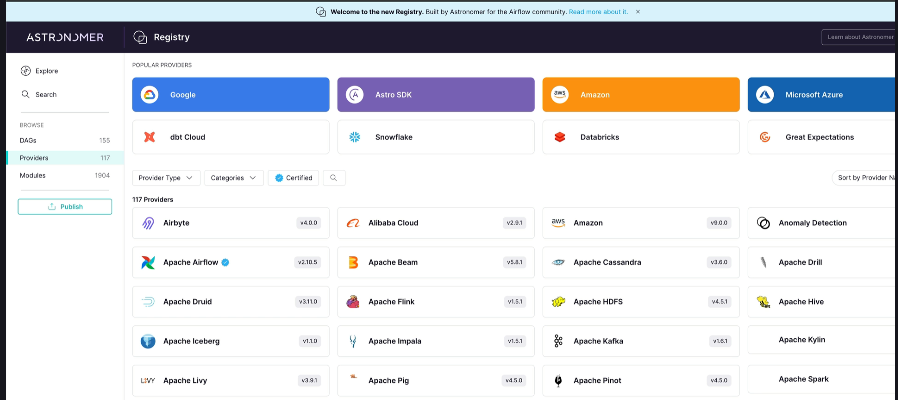 Welcome to the new Registry. Built by Astronomer for the Airflow community. Read more about it. ×
ASTRONOMER Registry Learn about Astronomer
Explore
Search
BROWSE
DAGs 155
Providers 117
Modules 1904
Publish
POPULAR PROVIDERS
Google Astro SDK aws Amazon Microsoft Azure
dbt Cloud Snowflake Databricks Great Expectations
Provider Type Categories Certified Sort by Provider Na
117 Providers
Airbyte v4.0.0 Alibaba Cloud v2.9.1 aws Amazon v9.0.0 Anomaly Detection
Apache Airflow v2.10.5 Apache Beam v5.8.1 Apache Cassandra v3.6.0 Apache Drill
Apache Druid v3.11.0 Apache Flink v1.5.1 Apache HDFS v4.5.1 Apache Hive
Apache Iceberg v1.1.0 Apache Impala v1.5.1 Apache Kafka v1.6.1 Apache Kylin
LIVY Apache Livy v3.9.1 Apache Pig v4.5.0 Apache Pinot v4.5.0 Apache Spark